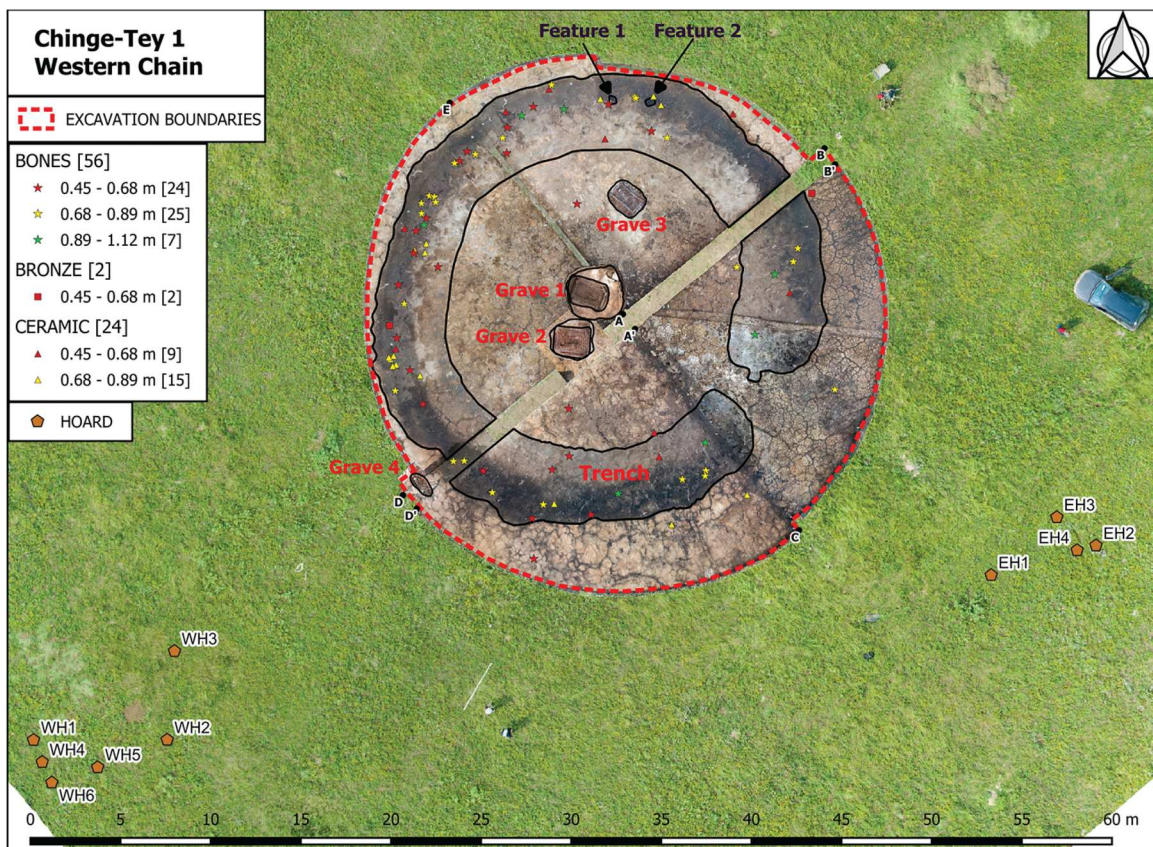 Chinge-Tey 1
Western Chain
EXCAVATION BOUNDARIES
BONES [56]
0.45 - 0.68 m [24]
0.68 - 0.89 m [25]
0.89 - 1.12 m [7]
BRONZE [2]
0.45 - 0.68 m [2]
CERAMIC [24]
0.45 - 0.68 m [9]
0.68 - 0.89 m [15]
HOARD
Feature 1
Feature 2
E
B
B'
Grave 3
Grave 1
A
A'
Grave 2
Trench
Grave 4
D
D'
C
EH3
EH4
EH2
EH1
WH3
WH1
WH2
WH4
WH5
WH6
0 5 10 15 20 25 30 35 40 45 50 55 60 m